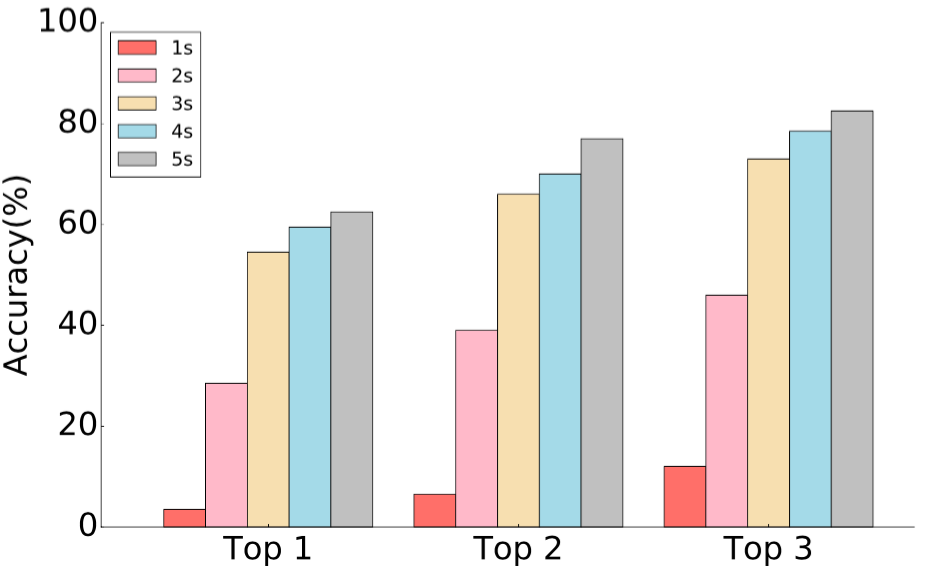 Accuracy(%)
100
80
60
40
20
0
1s
2s
3s
4s
5s
Top 1
Top 2
Top 3